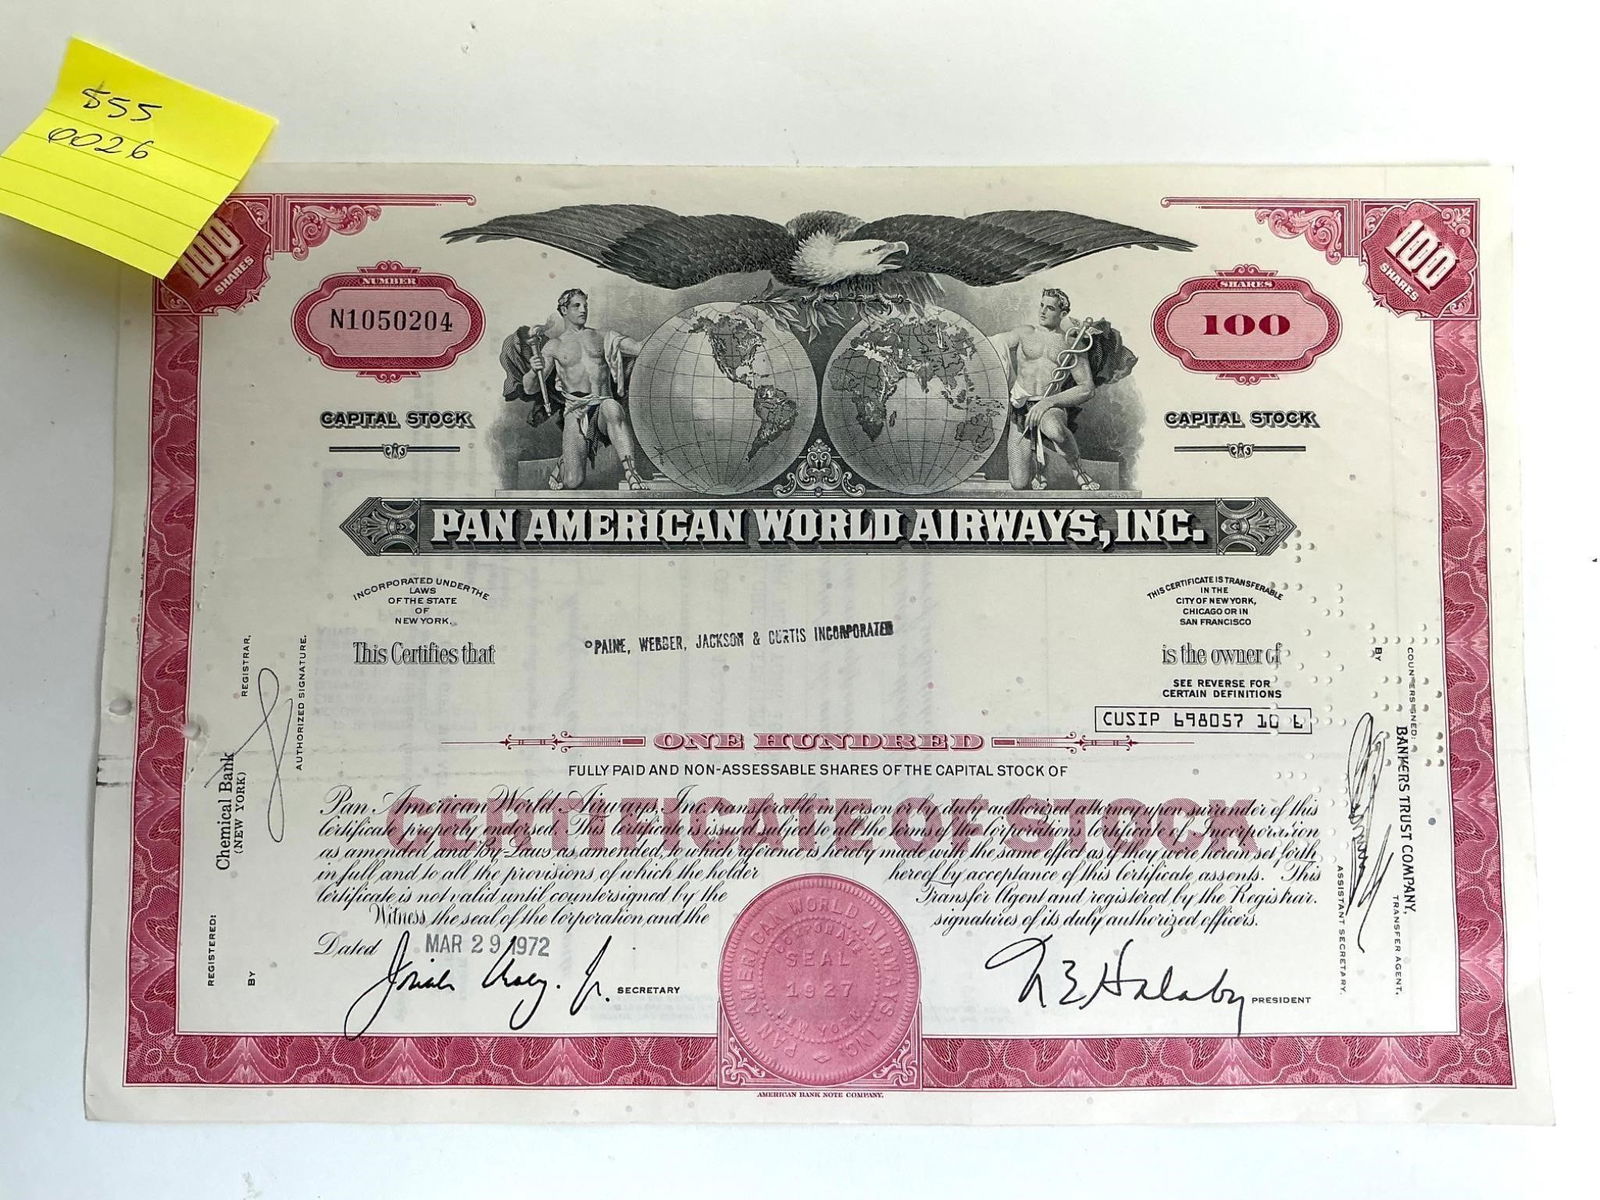 555
0026
100
SHARES
100
SHARES
NUMBER
N1050204
SHARES
100
CAPITAL STOCK
CAPITAL STOCK
PAN AMERICAN WORLD AIRWAYS, INC.
INCORPORATED UNDER THE
LAWS
OF THE STATE
OF
NEW YORK.
THIS CERTIFICATE IS TRANSFERABLE
IN THE
CITY OF NEW YORK,
CHICAGO OR IN
SAN FRANCISCO
This Certifies that
PAINE, WEBBER, JACKSON & CURTIS INCORPORATED
is the owner of
SEE REVERSE FOR
CERTAIN DEFINITIONS
CUSIP 698057 10 6
ONE HUNDRED
FULLY PAID AND NON-ASSESSABLE SHARES OF THE CAPITAL STOCK OF
CERTIFICATE OF STOCK
Pan American World Airways, Inc. transferable in person or by duly authorized attorney upon surrender of this
certificate properly endorsed. This certificate is issued subject to all the terms of the Corporation's Certificate of Incorporation
as amended and By-Laws, as amended, to which reference is hereby made with the same effect as if they were herein set forth
in full and to all the provisions of which the holder hereof by acceptance of this certificate assents. This
Certificate is not valid until countersigned by the Transfer Agent and registered by the Registrar.
Witness the seal of the Corporation and the signatures of its duly authorized officers.
Dated MAR 29 1972
SECRETARY
N E Halaby PRESIDENT
PAN AMERICAN WORLD AIRWAYS, INC.
CORPORATE
SEAL
1927
NEW YORK
AMERICAN BANK NOTE COMPANY.
REGISTERED:
Chemical Bank
(NEW YORK)
REGISTRAR,
BY
AUTHORIZED SIGNATURE.
COUNTERSIGNED:
BANKERS TRUST COMPANY,
TRANSFER AGENT,
BY
ASSISTANT SECRETARY.